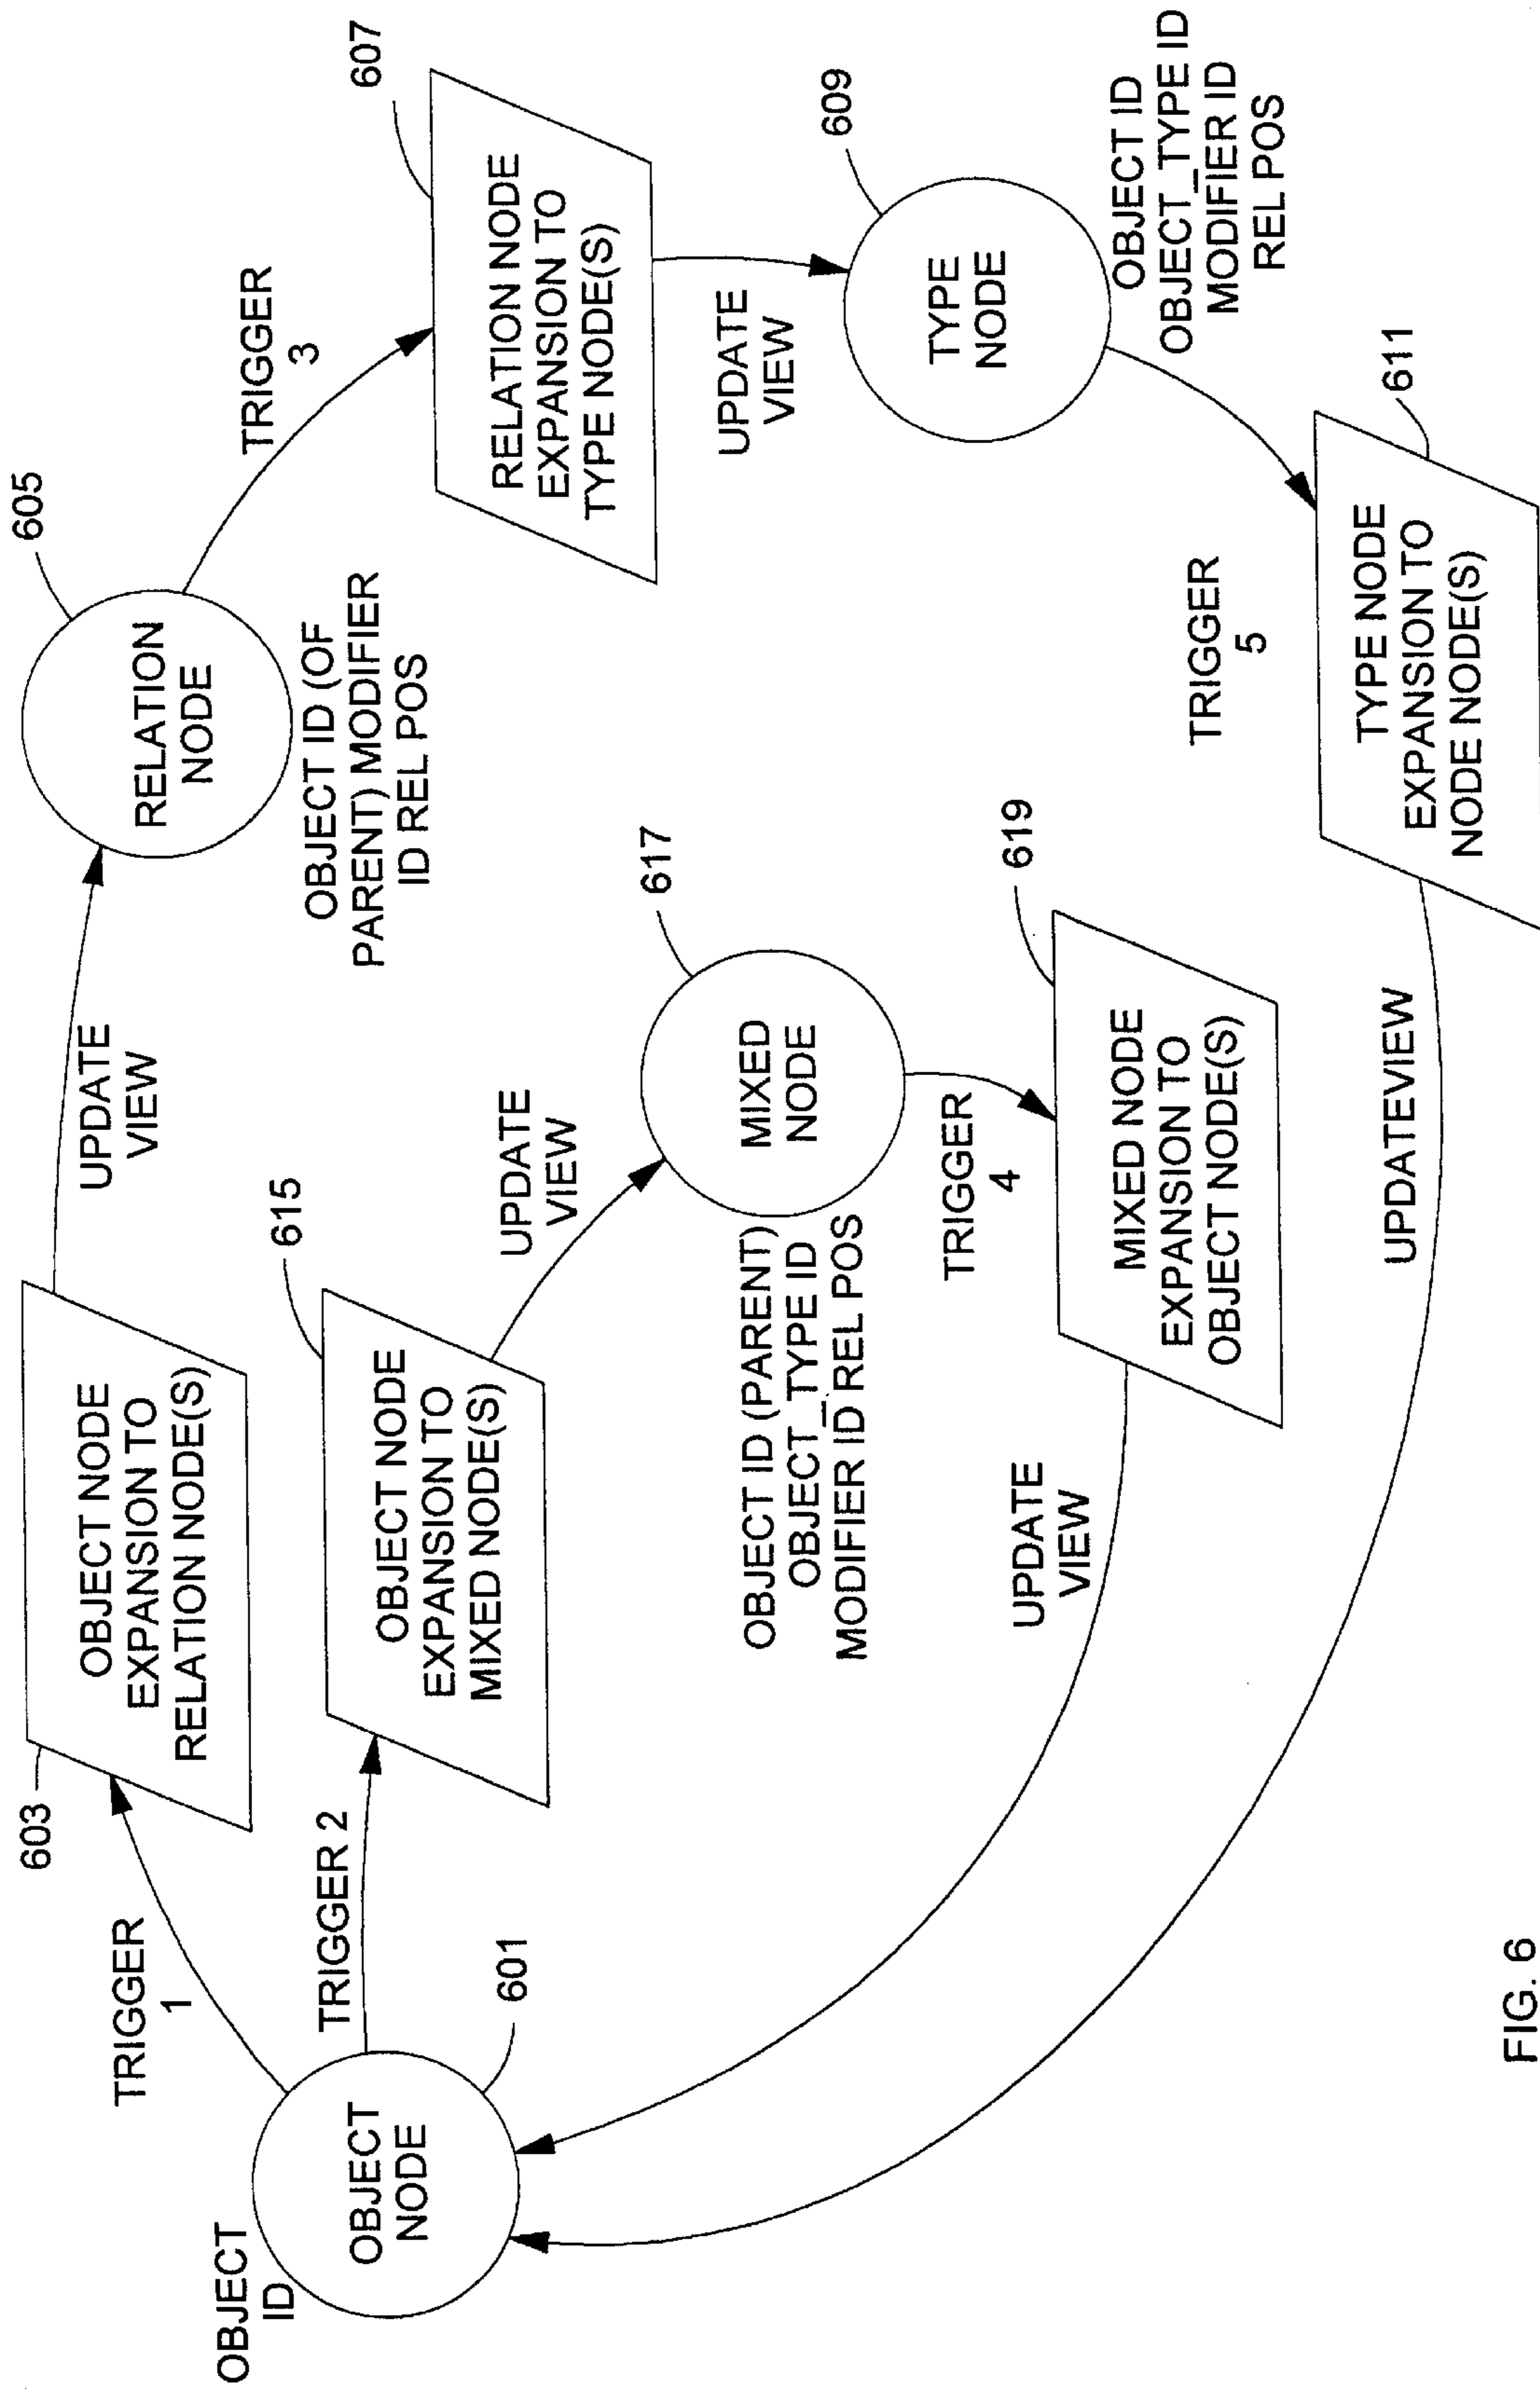 603
OBJECT NODE
EXPANSION TO
RELATION NODE(S)
UPDATE
VIEW
605
RELATION
NODE
OBJECT ID (OF
PARENT) MODIFIER
ID REL POS
TRIGGER
3
607
RELATION NODE
EXPANSION TO
TYPE NODE(S)
UPDATE
VIEW
609
TYPE
NODE
OBJECT ID
OBJECT_TYPE ID
MODIFIER ID
REL POS
TRIGGER
1
TRIGGER 2
OBJECT
ID
OBJECT
NODE
601
615
OBJECT NODE
EXPANSION TO
MIXED NODE(S)
UPDATE
VIEW
617
MIXED
NODE
OBJECT ID (PARENT)
OBJECT_TYPE ID
MODIFIER ID REL POS
TRIGGER
4
619
MIXED NODE
EXPANSION TO
OBJECT NODE(S)
UPDATE
VIEW
TRIGGER
5
611
TYPE NODE
EXPANSION TO
NODE NODE(S)
UPDATEVIEW
FIG. 6